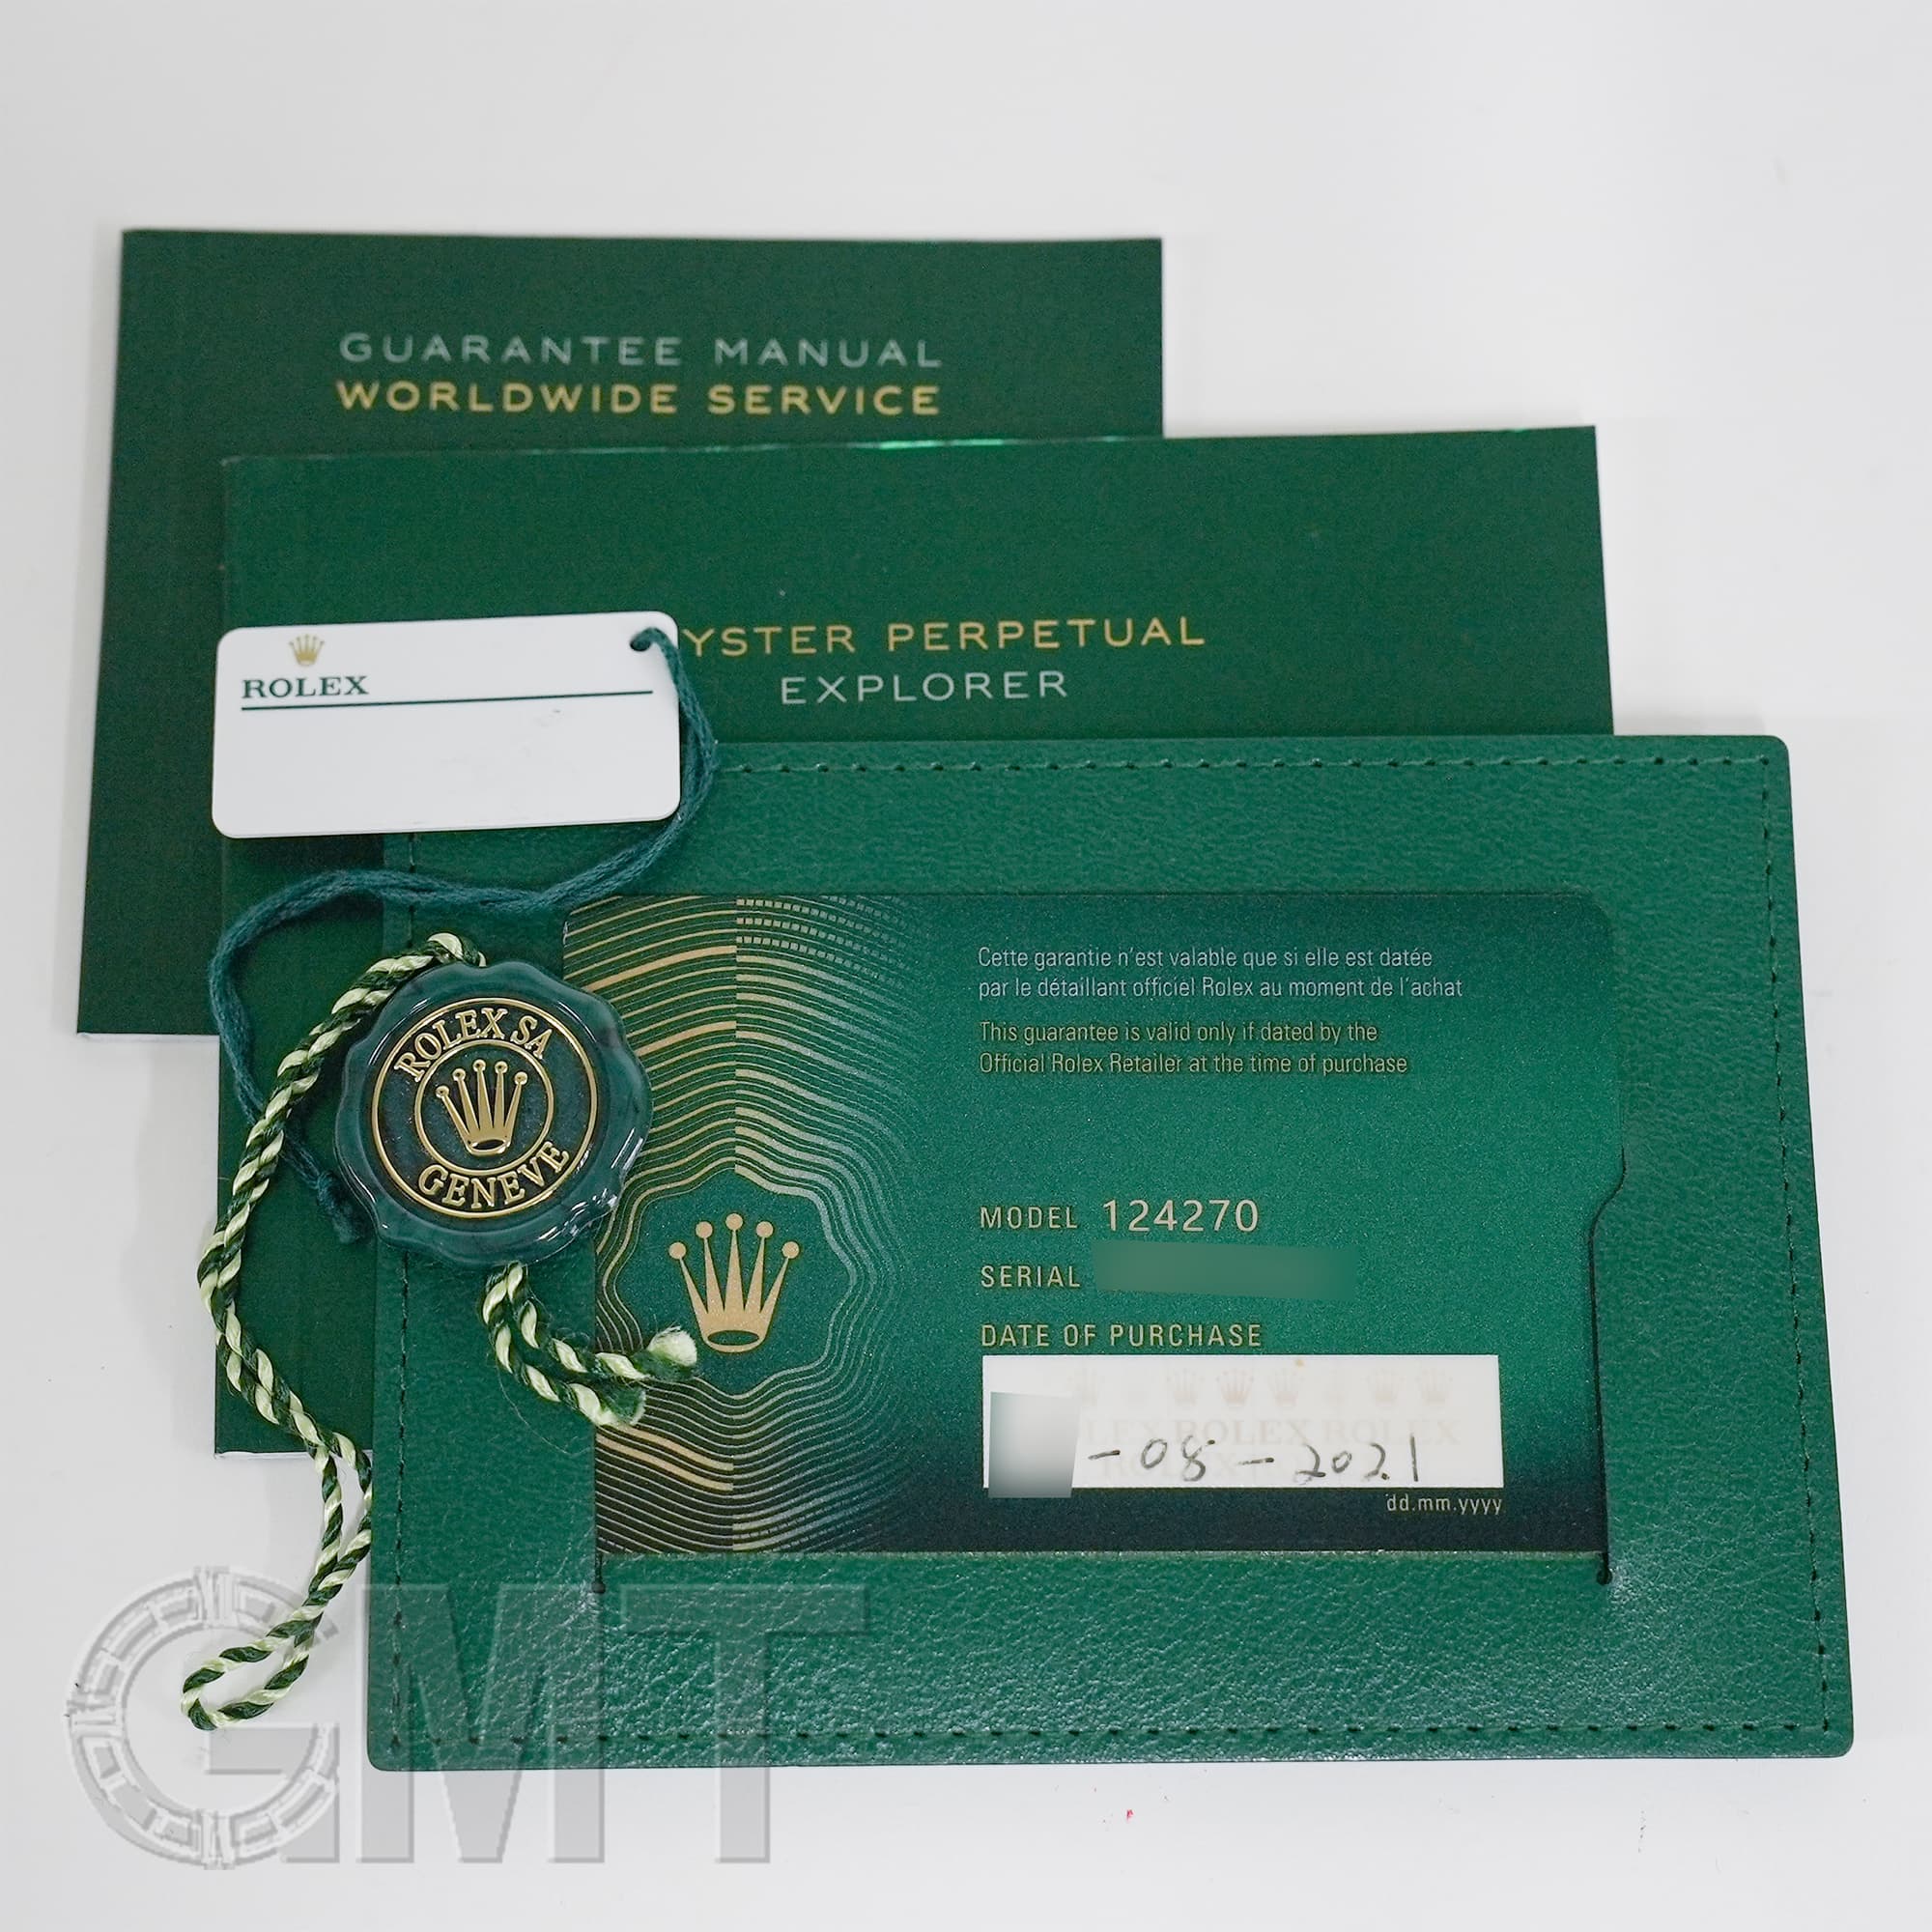 GUARANTEE MANUAL
WORLDWIDE SERVICE
YSTER PERPETUAL
EXPLORER
ROLEX
Cette garantie n'est valable que si elle est datée
par le détaillant officiel Rolex au moment de l'achat
This guarantee is valid only if dated by the
Official Rolex Retailer at the time of purchase
ROLEX SA
GENEVE
MODEL 124270
SERIAL
DATE OF PURCHASE
ROLEX
-08-2021
dd.mm.yyyy
GMT